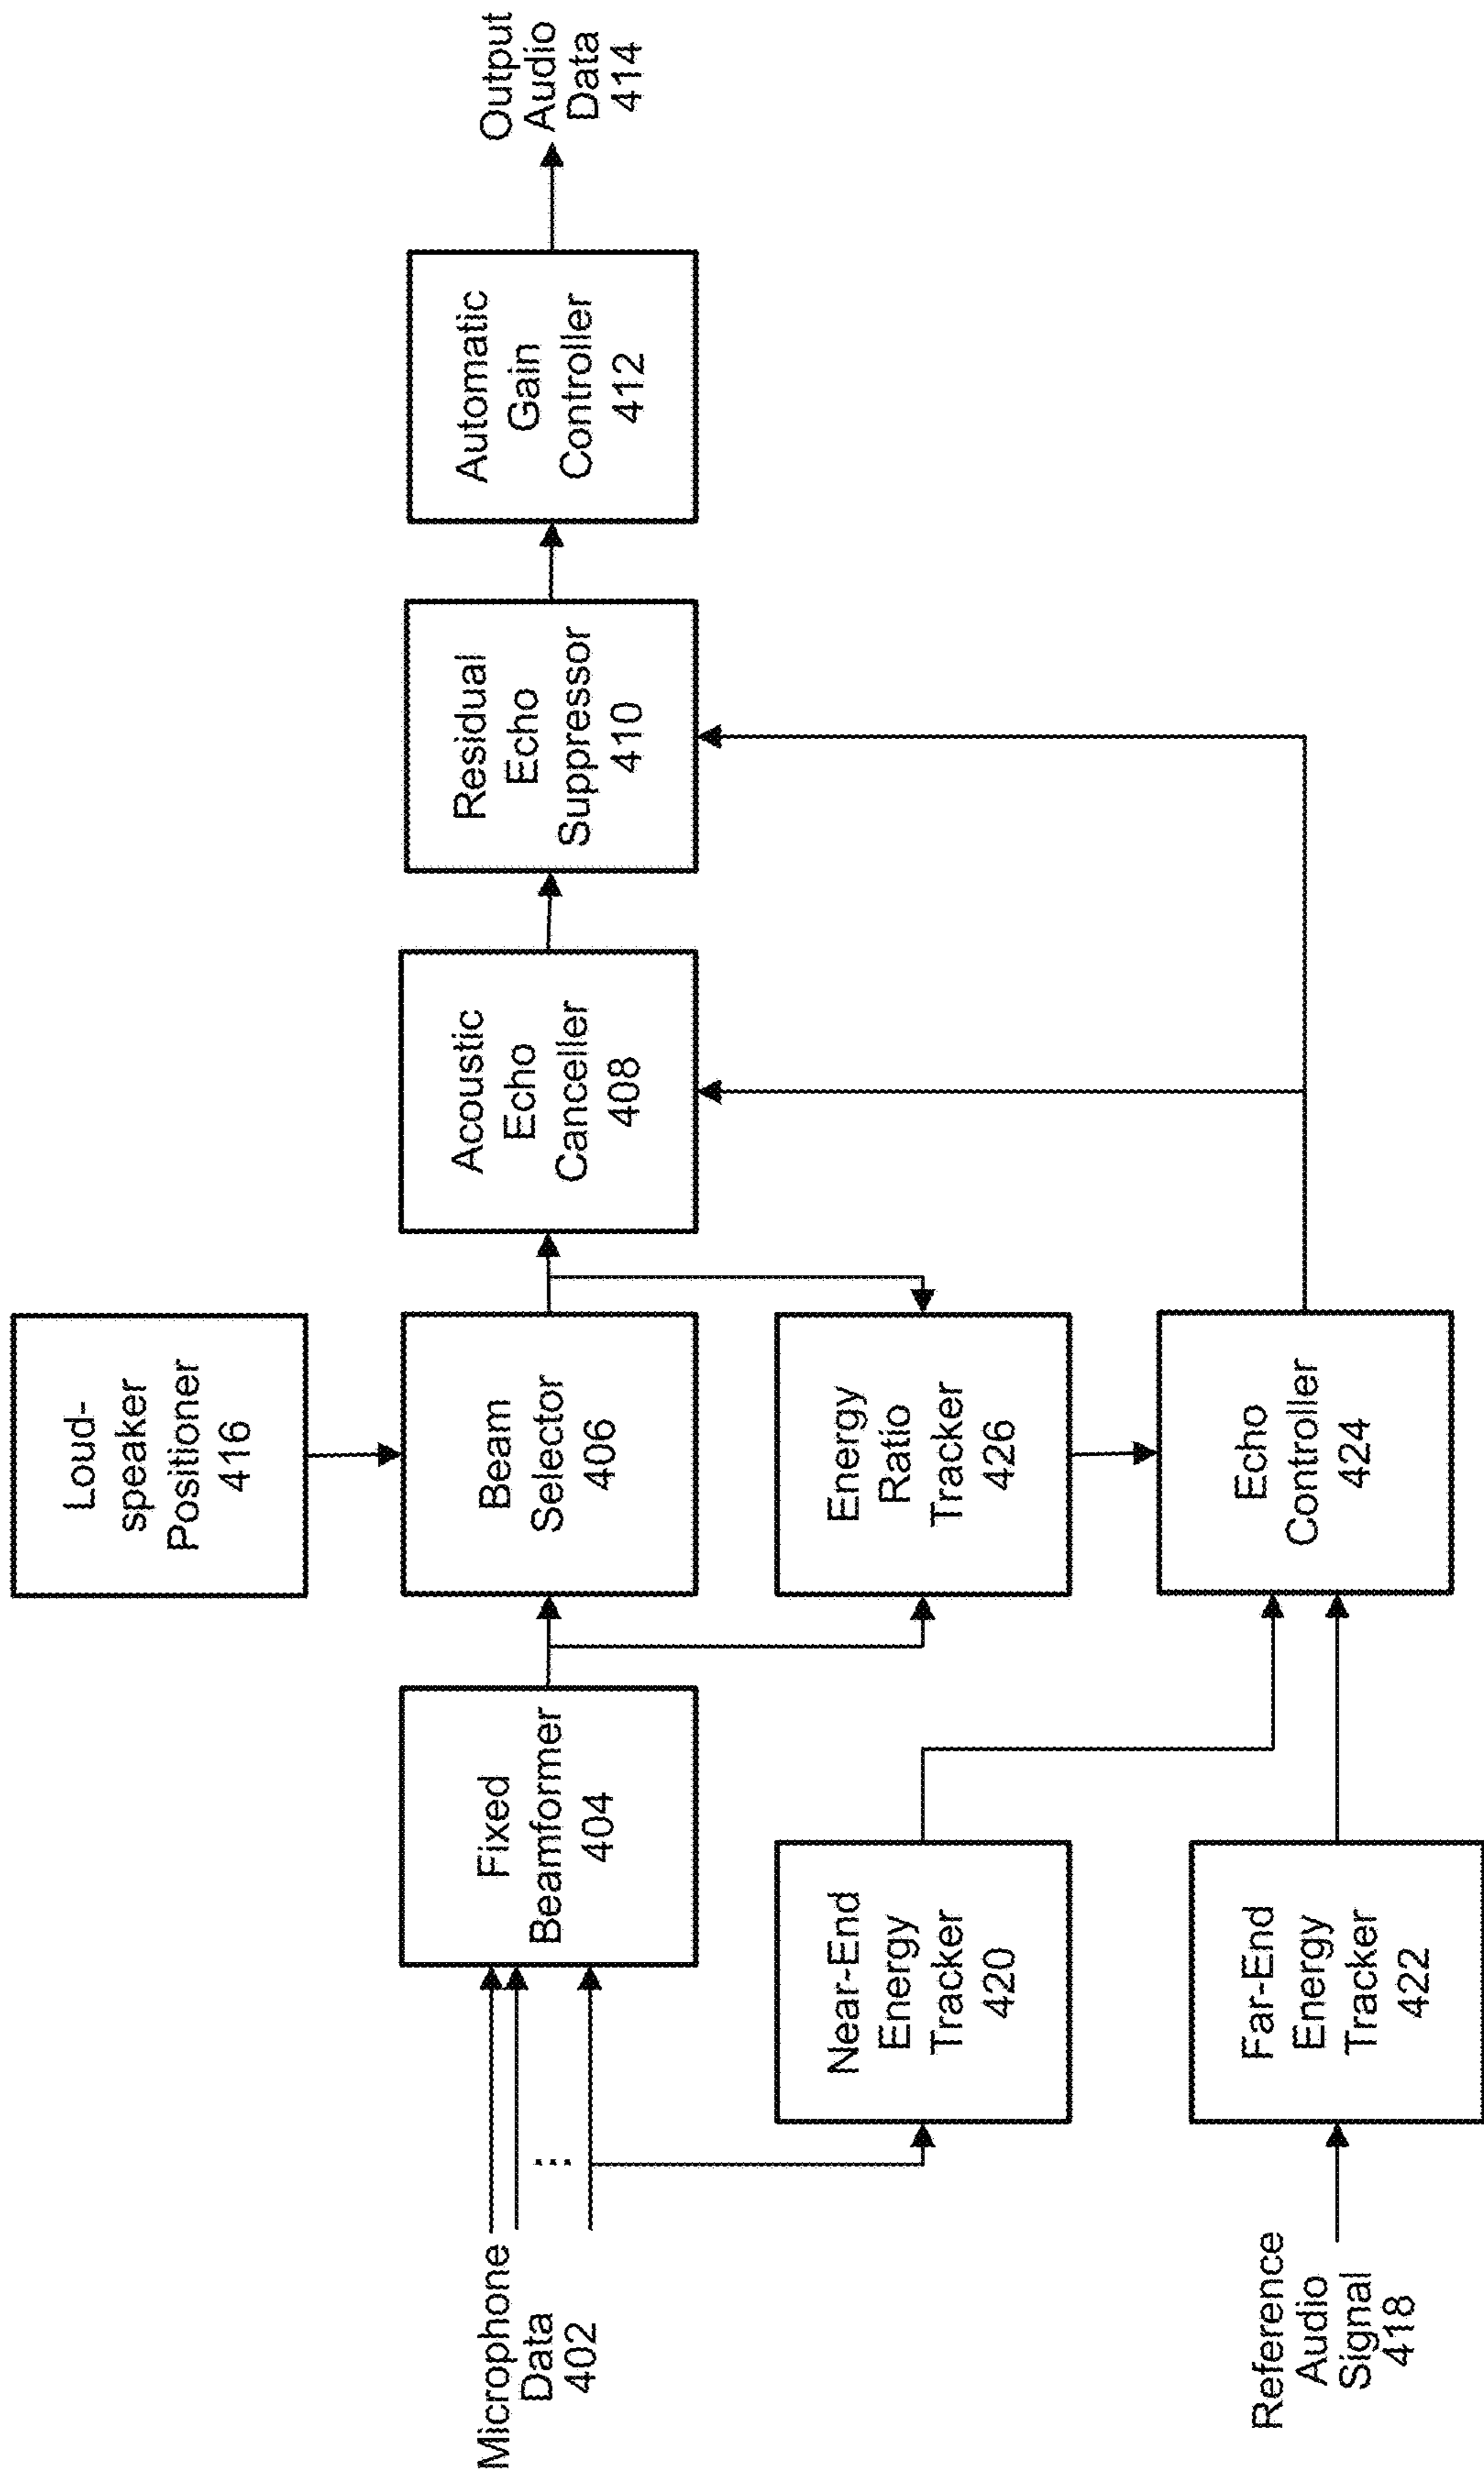 Microphone
Data
402
...
Fixed
Beamformer
404
Loud-
speaker
Positioner
416
Beam
Selector
406
Acoustic
Echo
Canceller
408
Residual
Echo
Suppressor
410
Automatic
Gain
Controller
412
Output
Audio
Data
414
Near-End
Energy
Tracker
420
Energy
Ratio
Tracker
426
Reference
Audio
Signal
418
Far-End
Energy
Tracker
422
Echo
Controller
424